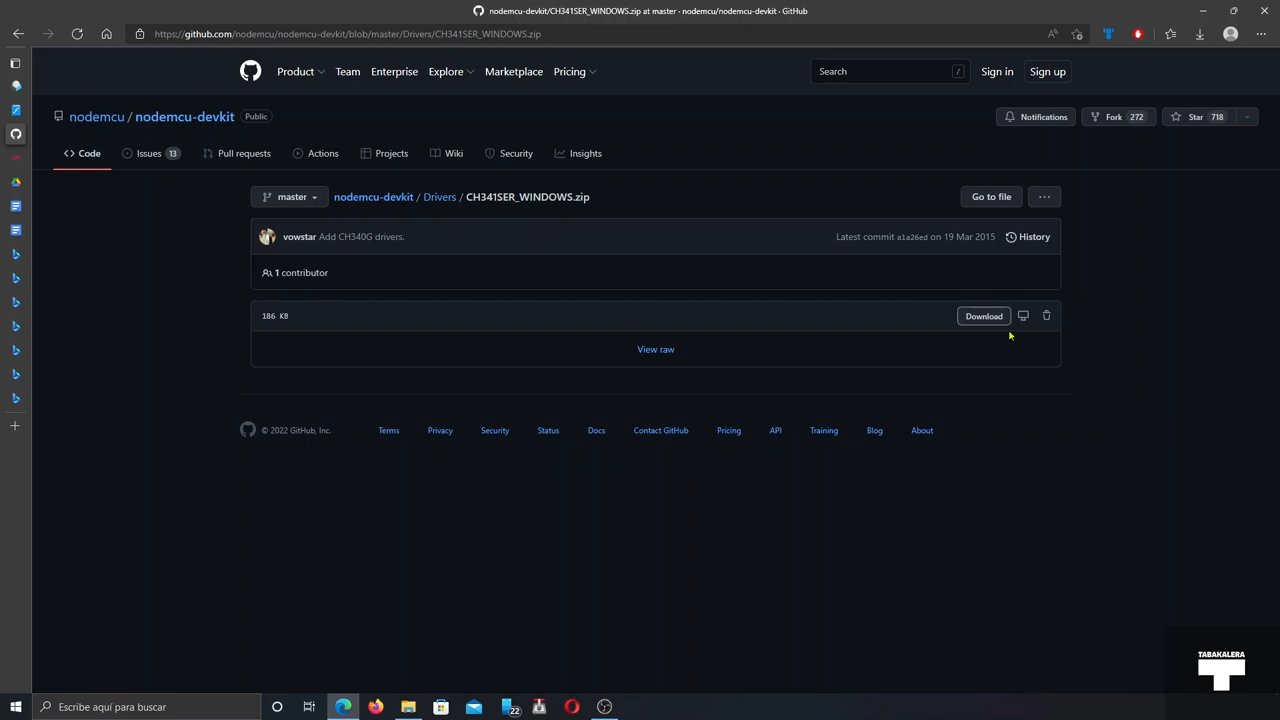 nodemcu-devkit/CH341SER_WINDOWS.zip at master · nodemcu/nodemcu-devkit · GitHub
https://github.com/nodemcu/nodemcu-devkit/blob/master/Drivers/CH341SER_WINDOWS.zip
Product Team Enterprise Explore Marketplace Pricing Search / Sign in Sign up
nodemcu / nodemcu-devkit Public Notifications Fork 272 Star 718
Code Issues 13 Pull requests Actions Projects Wiki Security Insights
master nodemcu-devkit / Drivers / CH341SER_WINDOWS.zip Go to file
vowstar Add CH340G drivers. Latest commit a1a26ed on 19 Mar 2015 History
1 contributor
186 KB Download
View raw
© 2022 GitHub, Inc. Terms Privacy Security Status Docs Contact GitHub Pricing API Training Blog About
TABAKALERA
Escribe aquí para buscar 22